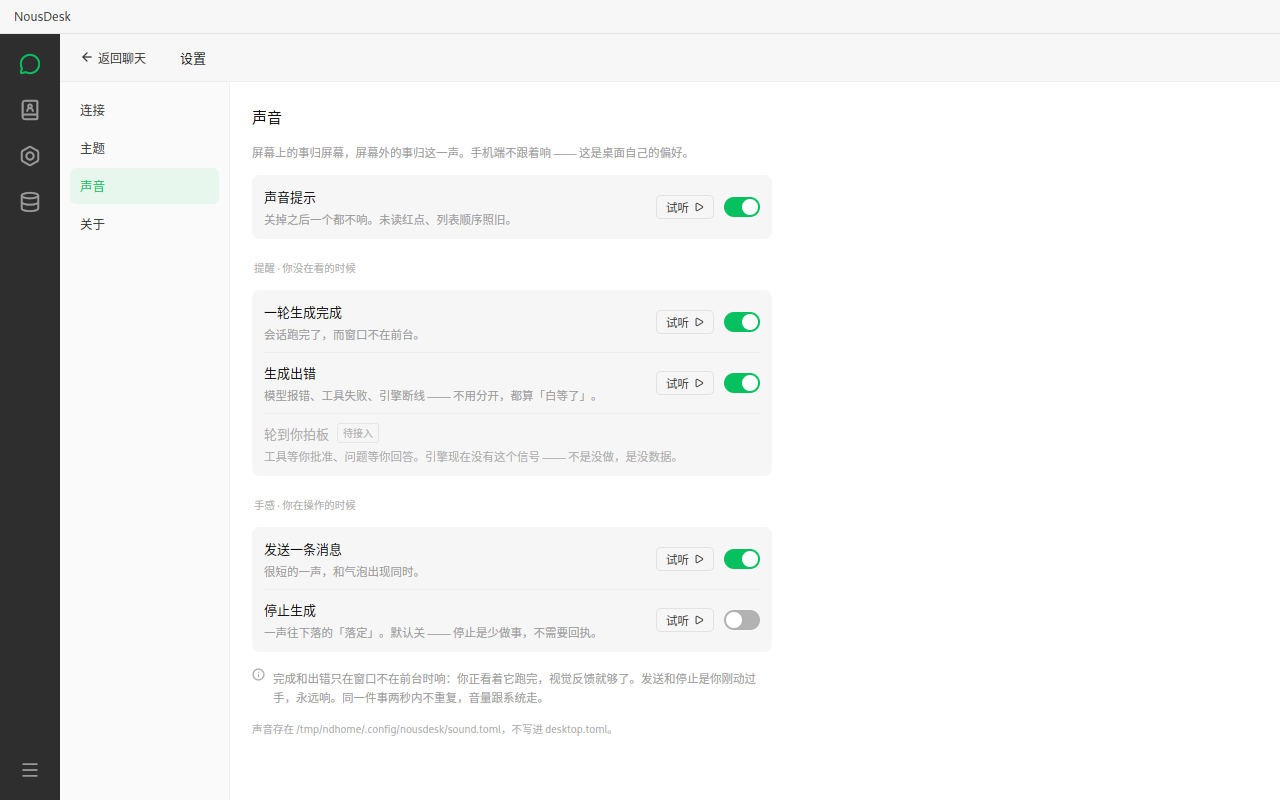 NousDesk
返回聊天
设置
连接
主题
声音
关于
声音
屏幕上的事归屏幕，屏幕外的事归这一声。手机端不跟着响 —— 这是桌面自己的偏好。
声音提示
试听
关掉之后一个都不响。未读红点、列表顺序照旧。
提醒 · 你没在看的时候
一轮生成完成
试听
会话跑完了，而窗口不在前台。
生成出错
试听
模型报错、工具失败、引擎断线 —— 不用分开，都算「白等了」。
轮到你拍板 待接入
工具等你批准、问题等你回答。引擎现在没有这个信号 —— 不是没做，是没数据。
手感 · 你在操作的时候
发送一条消息
试听
很短的一声，和气泡出现同时。
停止生成
试听
一声往下落的「落定」。默认关 —— 停止是少做事，不需要回执。
完成和出错只在窗口不在前台时响：你正看着它跑完，视觉反馈就够了。发送和停止是你刚动过
手，永远响。同一件事两秒内不重复，音量跟系统走。
声音存在 /tmp/ndhome/.config/nousdesk/sound.toml，不写进 desktop.toml。